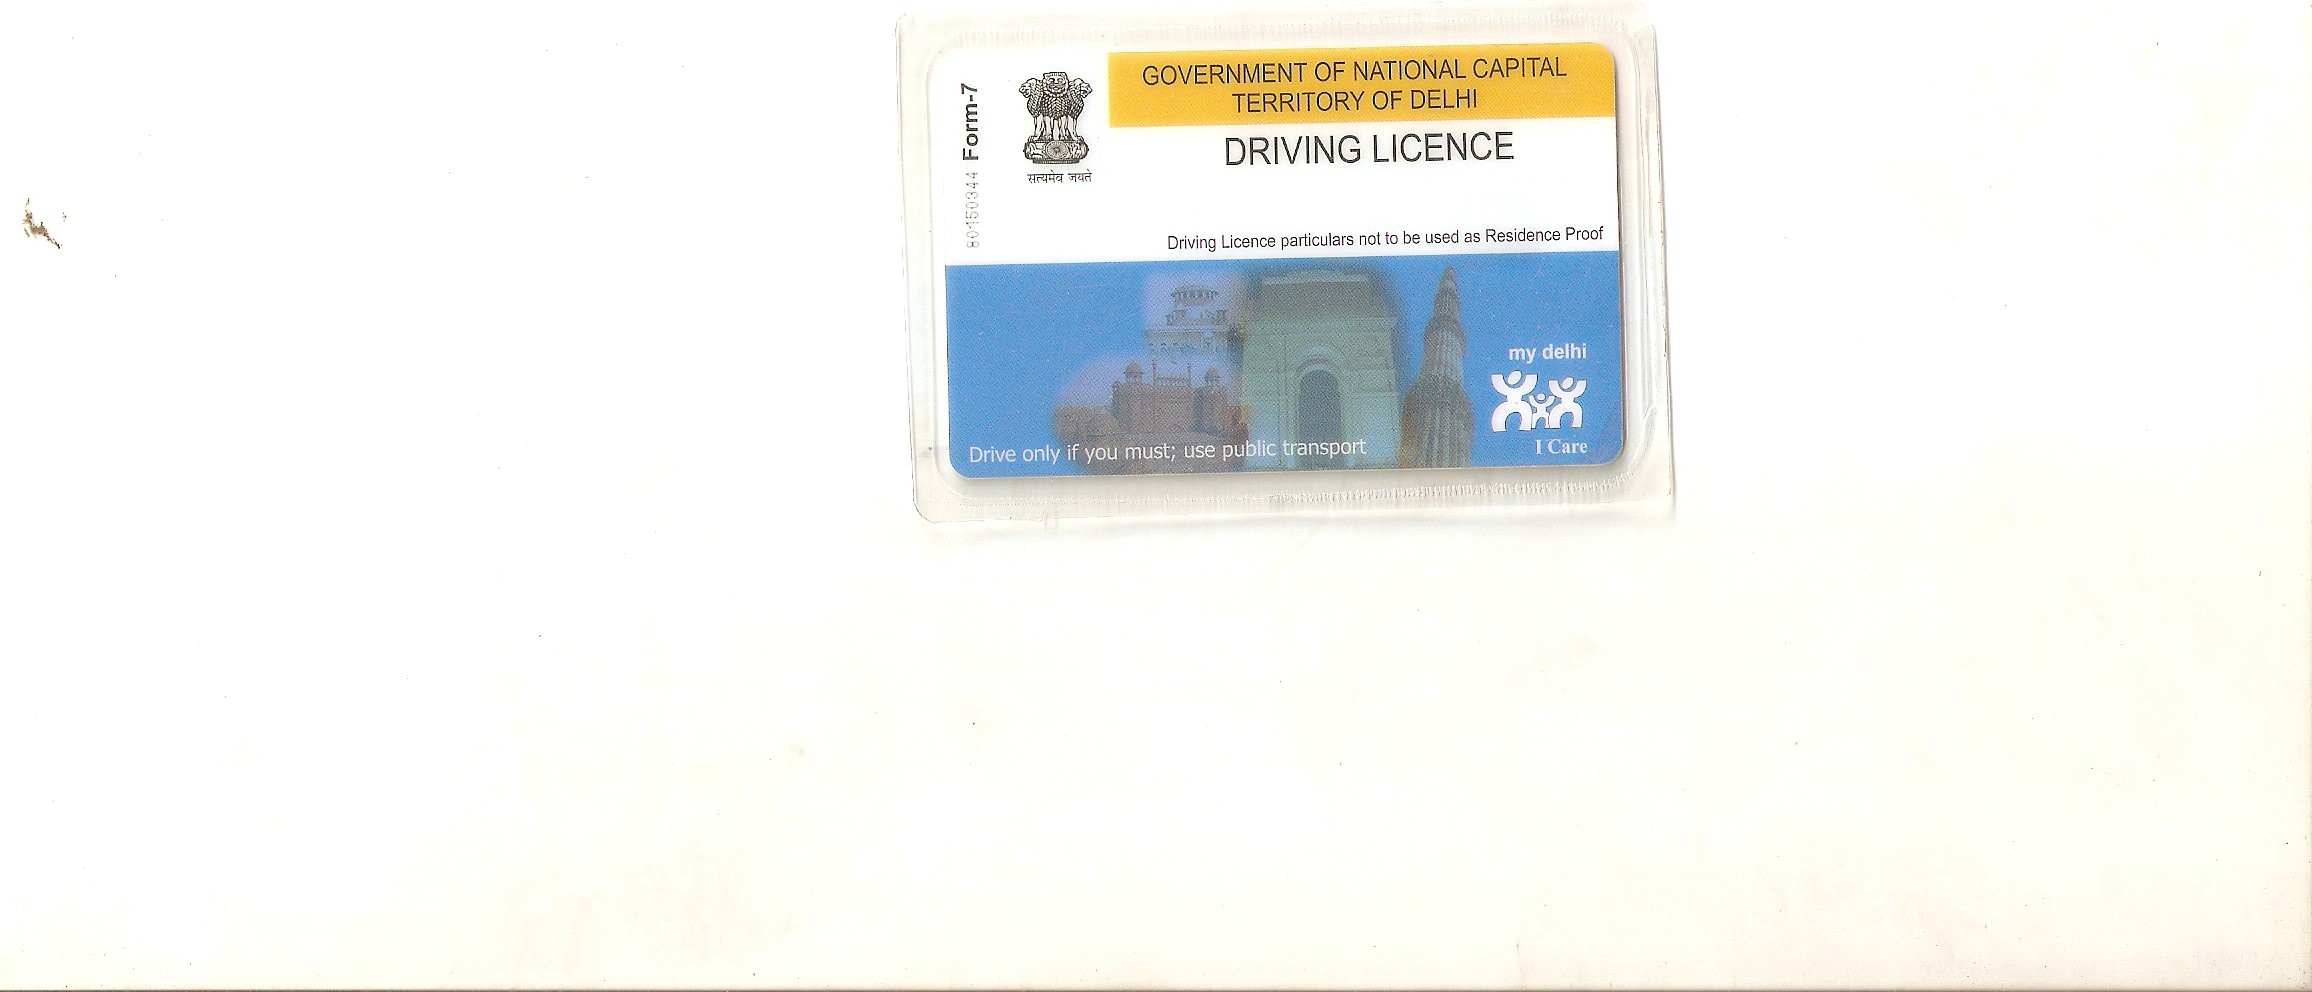 GOVERNMENT OF NATIONAL CAPITAL
TERRITORY OF DELHI
DRIVING LICENCE
सत्यमेव जयते
80150344 Form-7
Driving Licence particulars not to be used as Residence Proof
my delhi
I Care
Drive only if you must; use public transport